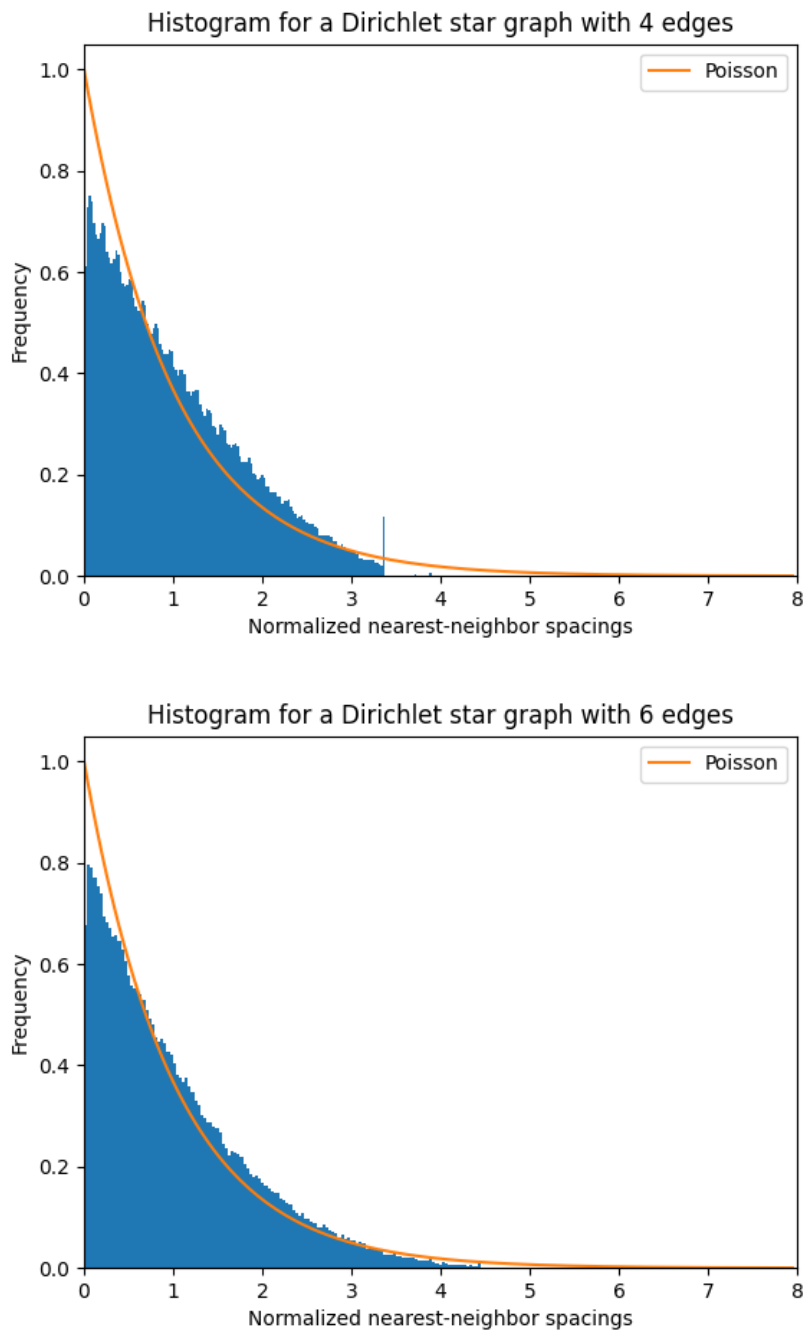 Histogram for a Dirichlet star graph with 4 edges
Poisson
1.0
0.8
0.6
0.4
0.2
0.0
Frequency
0 1 2 3 4 5 6 7 8
Normalized nearest-neighbor spacings
Histogram for a Dirichlet star graph with 6 edges
Poisson
1.0
0.8
0.6
0.4
0.2
0.0
Frequency
0 1 2 3 4 5 6 7 8
Normalized nearest-neighbor spacings